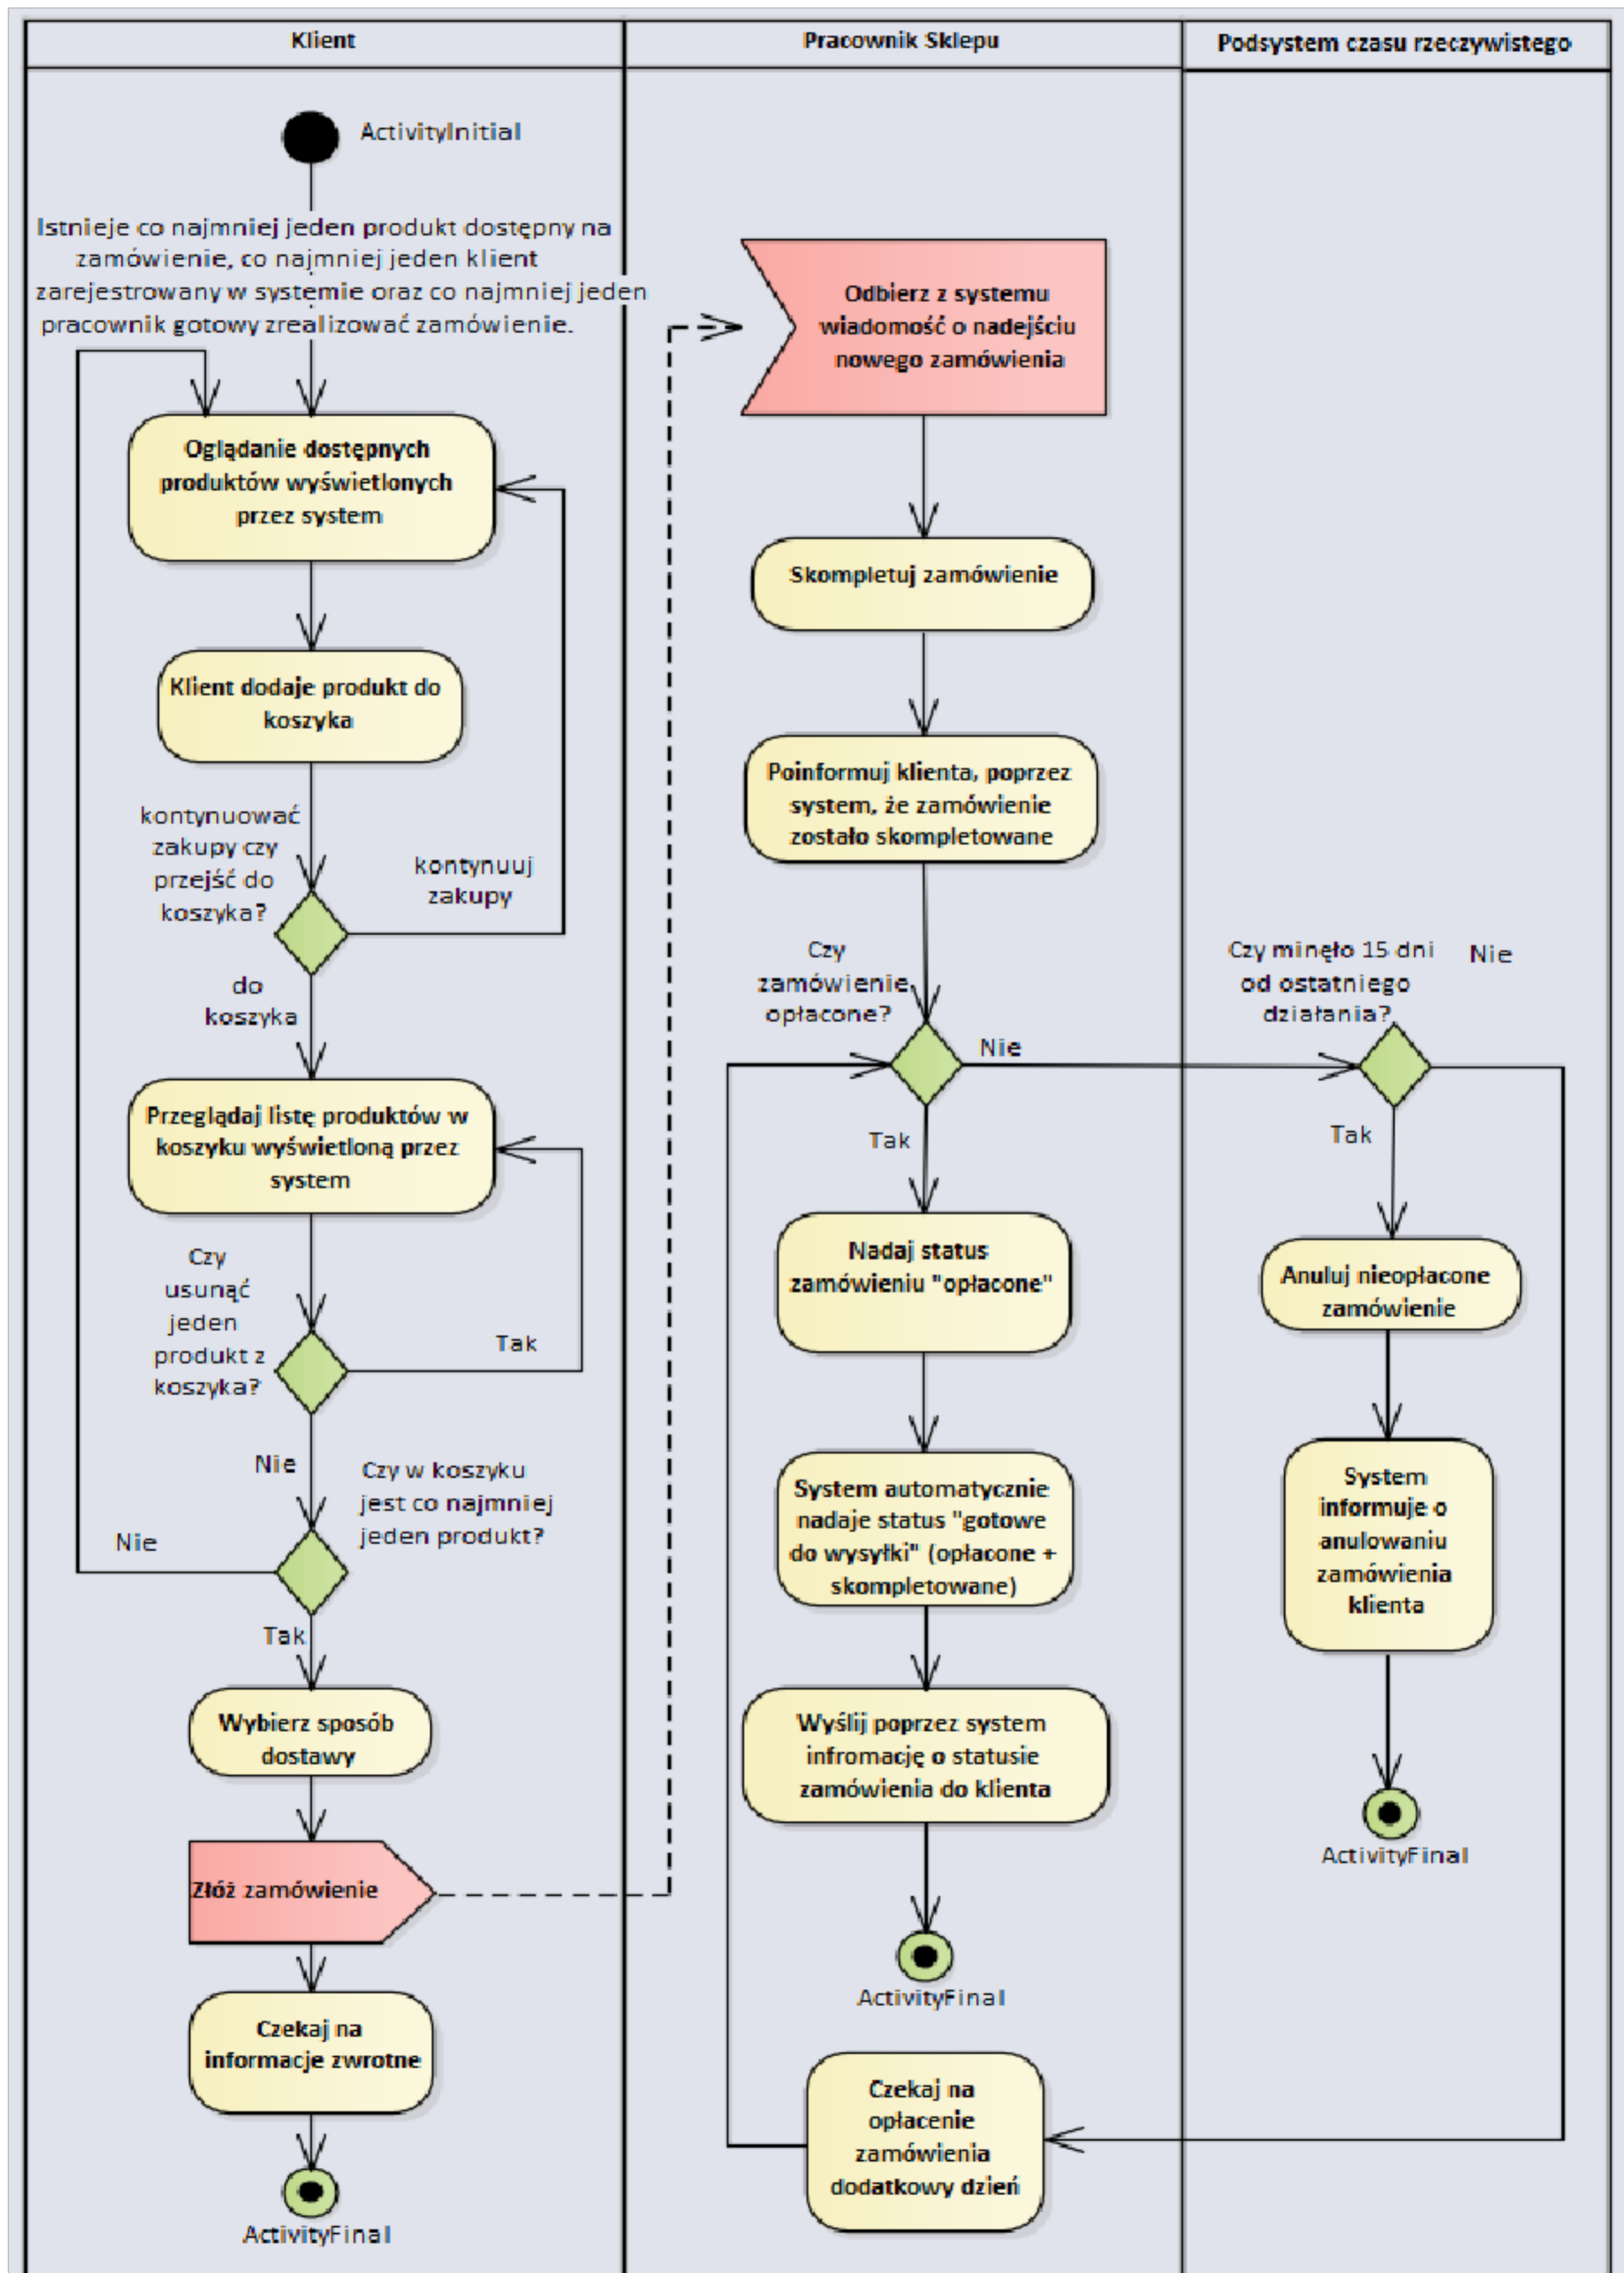 Klient
Pracownik Sklepu
Podsystem czasu rzeczywistego
ActivityInitial
Istnieje co najmniej jeden produkt dostępny na
zamówienie, co najmniej jeden klient
zarejestrowany w systemie oraz co najmniej jeden
pracownik gotowy zrealizować zamówienie.
Oglądanie dostępnych
produktów wyświetlonych
przez system
Klient dodaje produkt do
koszyka
kontynuować
zakupy czy
przejść do
koszyka?
kontynuuj
zakupy
do
koszyka
Przeglądaj listę produktów w
koszyku wyświetloną przez
system
Czy
usunąć
jeden
produkt z
koszyka?
Tak
Nie
Czy w koszyku
jest co najmniej
jeden produkt?
Nie
Tak
Wybierz sposób
dostawy
Złóż zamówienie
Czekaj na
informacje zwrotne
ActivityFinal
Odbierz z systemu
wiadomość o nadejściu
nowego zamówienia
Skompletuj zamówienie
Poinformuj klienta, poprzez
system, że zamówienie
zostało skompletowane
Czy
zamówienie
opłacone?
Nie
Tak
Nadaj status
zamówieniu "opłacone"
System automatycznie
nadaje status "gotowe
do wysyłki" (opłacone +
skompletowane)
Wyślij poprzez system
infromację o statusie
zamówienia do klienta
ActivityFinal
Czekaj na
opłacenie
zamówienia
dodatkowy dzień
Czy minęło 15 dni
od ostatniego
działania?
Nie
Tak
Anuluj nieopłacone
zamówienie
System
informuje o
anulowaniu
zamówienia
klienta
ActivityFinal